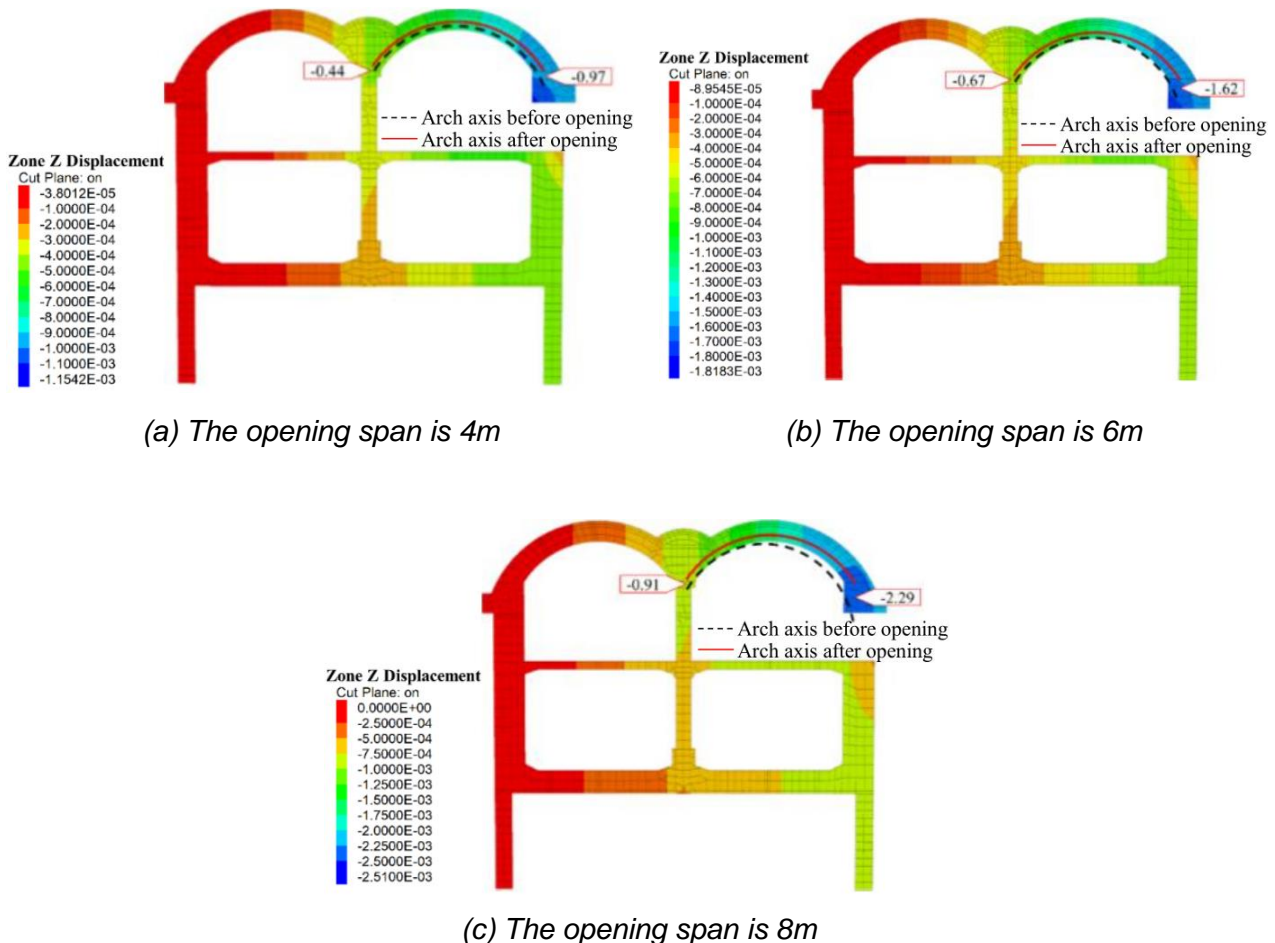 -0.44
-0.97
Arch axis before opening
Arch axis after opening
Zone Z Displacement
Cut Plane: on
-3.8012E-05
-1.0000E-04
-2.0000E-04
-3.0000E-04
-4.0000E-04
-5.0000E-04
-6.0000E-04
-7.0000E-04
-8.0000E-04
-9.0000E-04
-1.0000E-03
-1.1000E-03
-1.1542E-03
(a) The opening span is 4m
Zone Z Displacement
Cut Plane: on
-8.9545E-05
-1.0000E-04
-2.0000E-04
-3.0000E-04
-4.0000E-04
-5.0000E-04
-6.0000E-04
-7.0000E-04
-8.0000E-04
-9.0000E-04
-1.0000E-03
-1.1000E-03
-1.2000E-03
-1.3000E-03
-1.4000E-03
-1.5000E-03
-1.6000E-03
-1.7000E-03
-1.8000E-03
-1.8183E-03
-0.67
-1.62
Arch axis before opening
Arch axis after opening
(b) The opening span is 6m
-0.91
-2.29
Arch axis before opening
Arch axis after opening
Zone Z Displacement
Cut Plane: on
0.0000E+00
-2.5000E-04
-5.0000E-04
-7.5000E-04
-1.0000E-03
-1.2500E-03
-1.5000E-03
-1.7500E-03
-2.0000E-03
-2.2500E-03
-2.5000E-03
-2.5100E-03
(c) The opening span is 8m